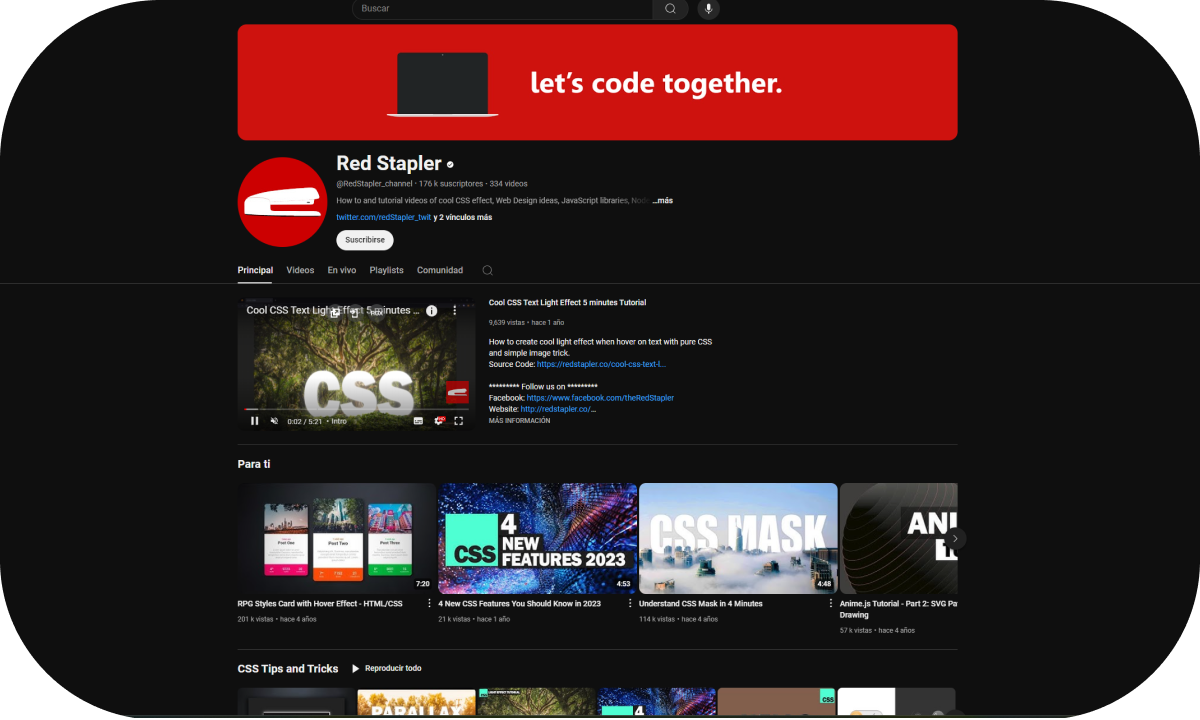 Buscar
let's code together.
Red Stapler
@RedStapler_channel · 176 k suscriptores · 334 videos
How to and tutorial videos of cool CSS effect, Web Design ideas, JavaScript libraries, Node ...más
twitter.com/redStapler_twit y 2 vínculos más
Suscribirse
Principal Videos En vivo Playlists Comunidad
Cool CSS Text Light Effect 5 minutes ...
CSS
0:02 / 5:21 • Intro
Cool CSS Text Light Effect 5 minutes Tutorial
9,639 vistas • hace 1 año
How to create cool light effect when hover on text with pure CSS
and simple image trick.
Source Code: https://redstapler.co/cool-css-text-l...
********* Follow us on *********
Facebook: https://www.facebook.com/theRedStapler
Website: http://redstapler.co/...
MÁS INFORMACIÓN
Para ti
Post One
Post Two
Post Three
7:20
CSS
4
NEW
FEATURES 2023
4:53
CSS MASK
4:48
ANI
RPG Styles Card with Hover Effect - HTML/CSS
201 k vistas • hace 4 años
4 New CSS Features You Should Know in 2023
21 k vistas • hace 1 año
Understand CSS Mask in 4 Minutes
114 k vistas • hace 4 años
Anime.js Tutorial - Part 2: SVG Pa
Drawing
57 k vistas • hace 4 años
CSS Tips and Tricks Reproducir todo
PARALLAX
CSS
LIGHT EFFECT TUTORIAL
4
CSS